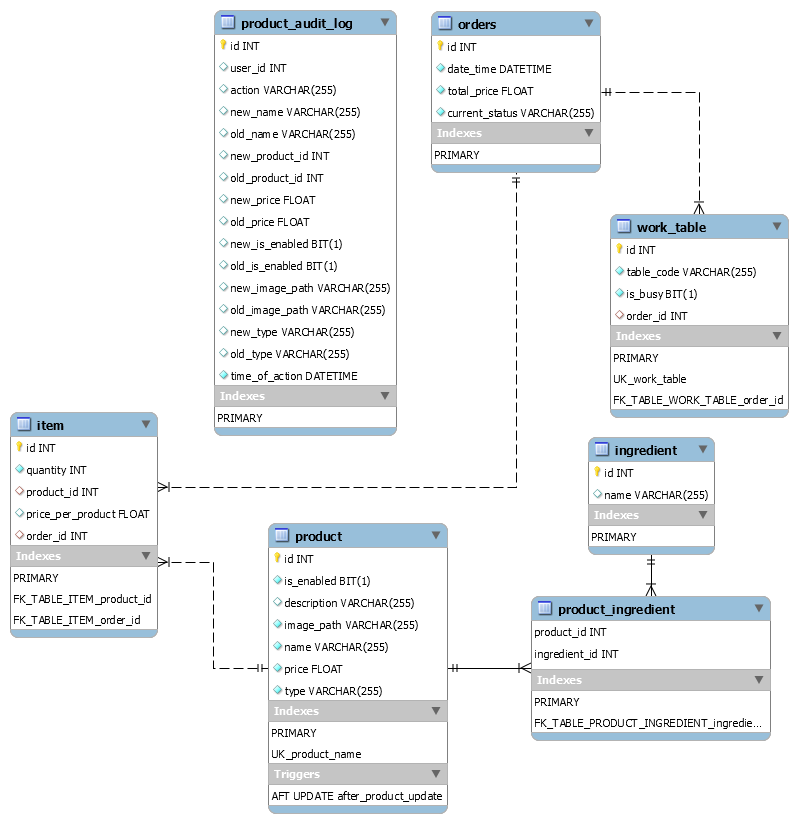 product_audit_log
id INT
user_id INT
action VARCHAR(255)
new_name VARCHAR(255)
old_name VARCHAR(255)
new_product_id INT
old_product_id INT
new_price FLOAT
old_price FLOAT
new_is_enabled BIT(1)
old_is_enabled BIT(1)
new_image_path VARCHAR(255)
old_image_path VARCHAR(255)
new_type VARCHAR(255)
old_type VARCHAR(255)
time_of_action DATETIME
Indexes
PRIMARY
orders
id INT
date_time DATETIME
total_price FLOAT
current_status VARCHAR(255)
Indexes
PRIMARY
work_table
id INT
table_code VARCHAR(255)
is_busy BIT(1)
order_id INT
Indexes
PRIMARY
UK_work_table
FK_TABLE_WORK_TABLE_order_id
item
id INT
quantity INT
product_id INT
price_per_product FLOAT
order_id INT
Indexes
PRIMARY
FK_TABLE_ITEM_product_id
FK_TABLE_ITEM_order_id
ingredient
id INT
name VARCHAR(255)
Indexes
PRIMARY
product
id INT
is_enabled BIT(1)
description VARCHAR(255)
image_path VARCHAR(255)
name VARCHAR(255)
price FLOAT
type VARCHAR(255)
Indexes
PRIMARY
UK_product_name
Triggers
AFT UPDATE after_product_update
product_ingredient
product_id INT
ingredient_id INT
Indexes
PRIMARY
FK_TABLE_PRODUCT_INGREDIENT_ingredie...